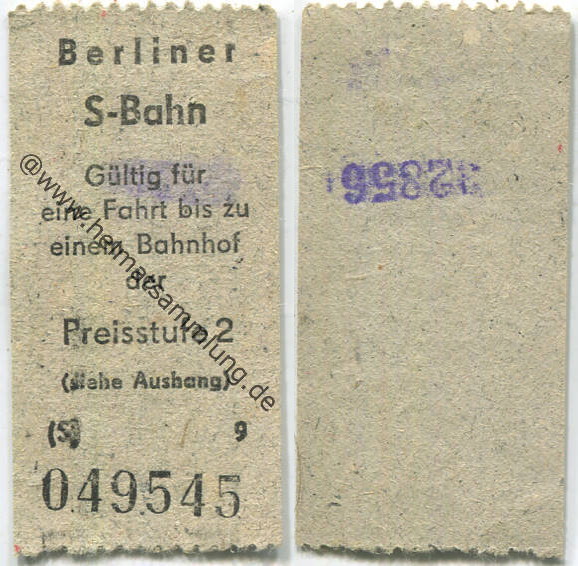 Berliner
S-Bahn
Gültig für
eine Fahrt bis zu
einem Bahnhof
der
Preisstufe 2
(siehe Aushang)
(S) 9
049545
@www.heimatsammlung.de
32856